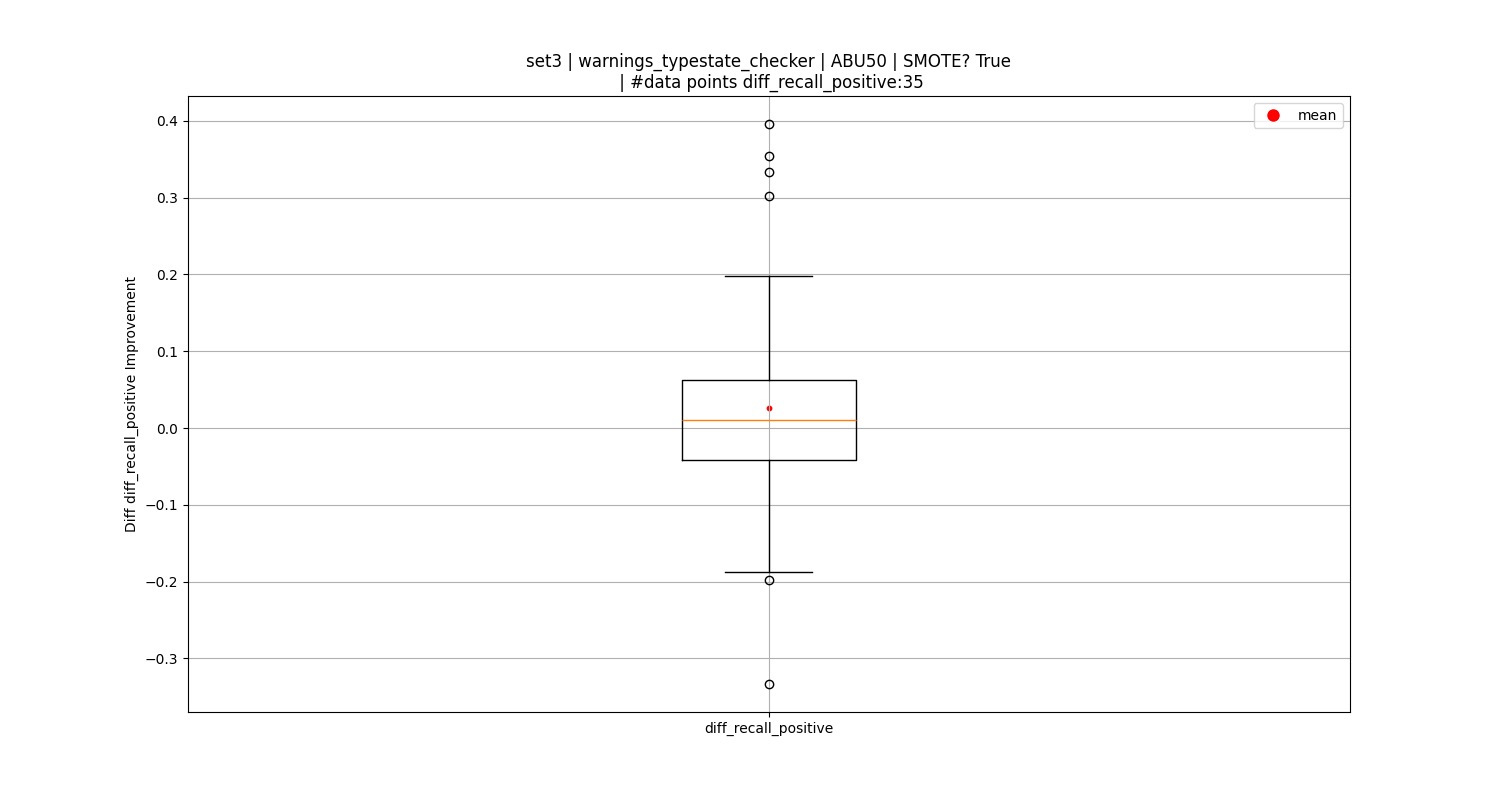 set3 | warnings_typestate_checker | ABU50 | SMOTE? True
| #data points diff_recall_positive:35
mean
0.4
0.3
0.2
0.1
0.0
−0.1
−0.2
−0.3
Diff diff_recall_positive Improvement
diff_recall_positive